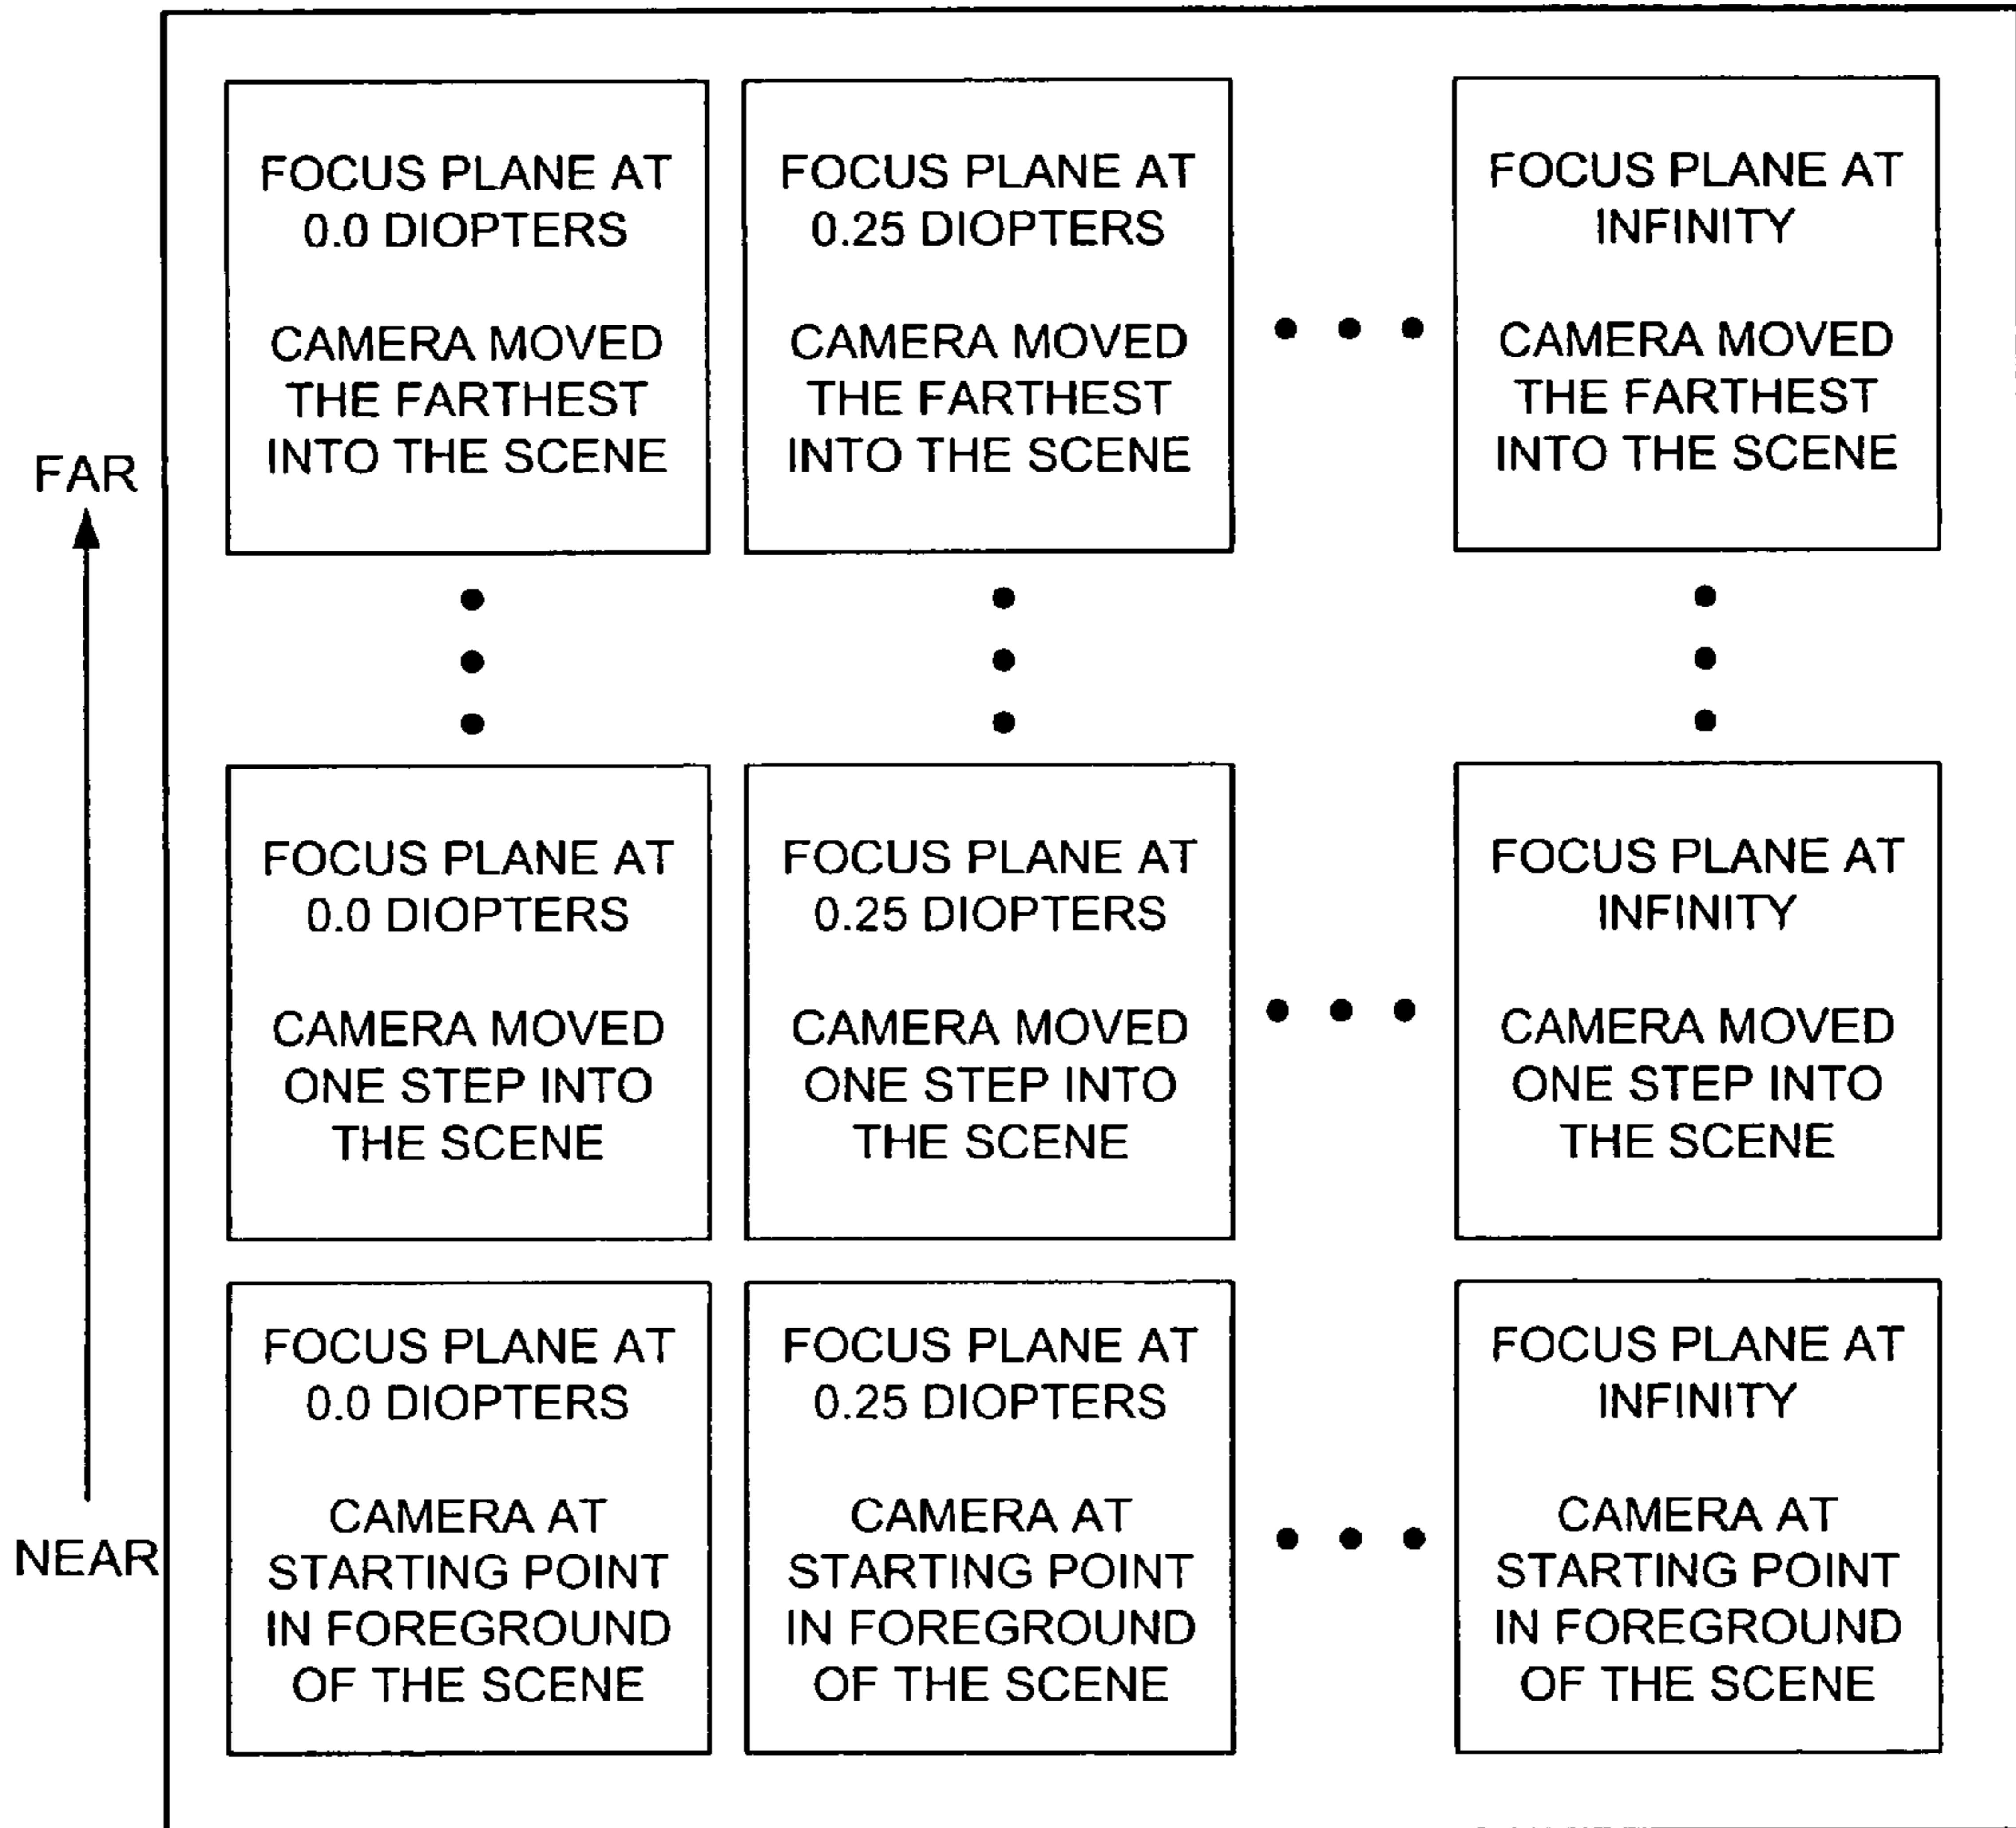 FOCUS PLANE AT
0.0 DIOPTERS
CAMERA MOVED
THE FARTHEST
INTO THE SCENE
FOCUS PLANE AT
0.25 DIOPTERS
CAMERA MOVED
THE FARTHEST
INTO THE SCENE
FOCUS PLANE AT
INFINITY
CAMERA MOVED
THE FARTHEST
INTO THE SCENE
FAR
FOCUS PLANE AT
0.0 DIOPTERS
CAMERA MOVED
ONE STEP INTO
THE SCENE
FOCUS PLANE AT
0.25 DIOPTERS
CAMERA MOVED
ONE STEP INTO
THE SCENE
FOCUS PLANE AT
INFINITY
CAMERA MOVED
ONE STEP INTO
THE SCENE
FOCUS PLANE AT
0.0 DIOPTERS
CAMERA AT
STARTING POINT
IN FOREGROUND
OF THE SCENE
FOCUS PLANE AT
0.25 DIOPTERS
CAMERA AT
STARTING POINT
IN FOREGROUND
OF THE SCENE
FOCUS PLANE AT
INFINITY
CAMERA AT
STARTING POINT
IN FOREGROUND
OF THE SCENE
NEAR